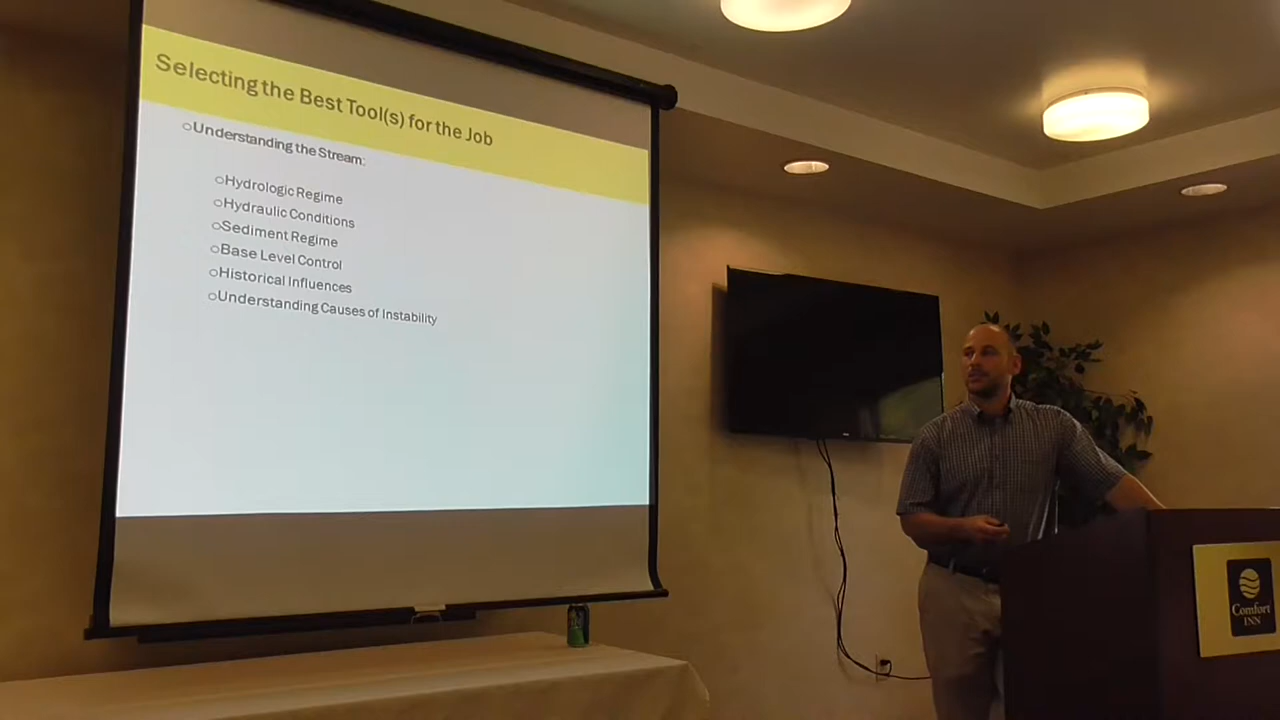 Selecting the Best Tool(s) for the Job
○Understanding the Stream:
○Hydrologic Regime
○Hydraulic Conditions
○Sediment Regime
○Base Level Control
○Historical Influences
○Understanding Causes of Instability
Comfort
INN